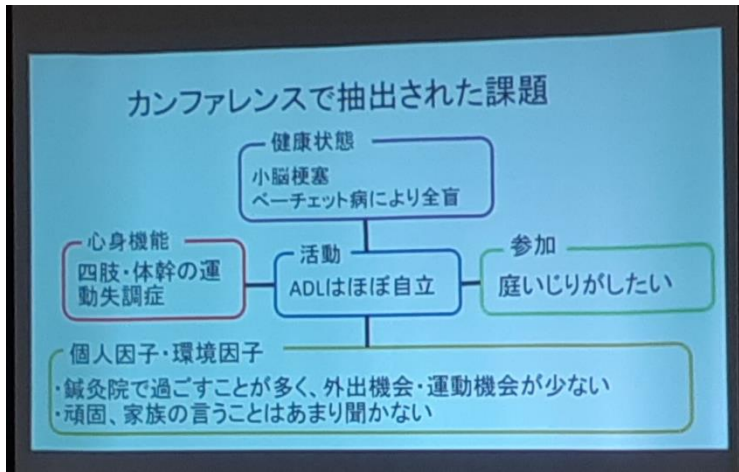 カンファレンスで抽出された課題
健康状態
小脳梗塞
ベーチェット病により全盲
心身機能
四肢・体幹の運
動失調症
活動
ADLはほぼ自立
参加
庭いじりがしたい
個人因子・環境因子
・鍼灸院で過ごすことが多く、外出機会・運動機会が少ない
・頑固、家族の言うことはあまり聞かない